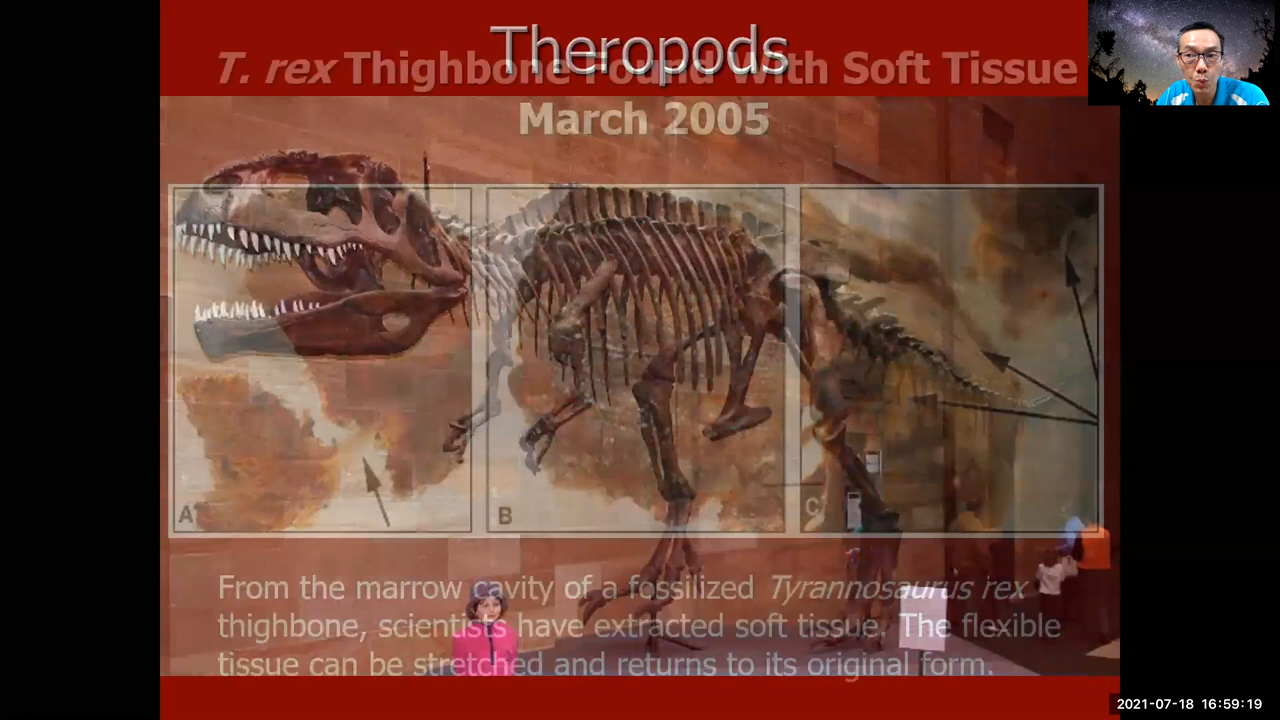 Theropods
T. rex Thighbone Found With Soft Tissue
March 2005
A
B
C
From the marrow cavity of a fossilized Tyrannosaurus rex
thighbone, scientists have extracted soft tissue. The flexible
tissue can be stretched and returns to its original form.
2021-07-18 16:59:19